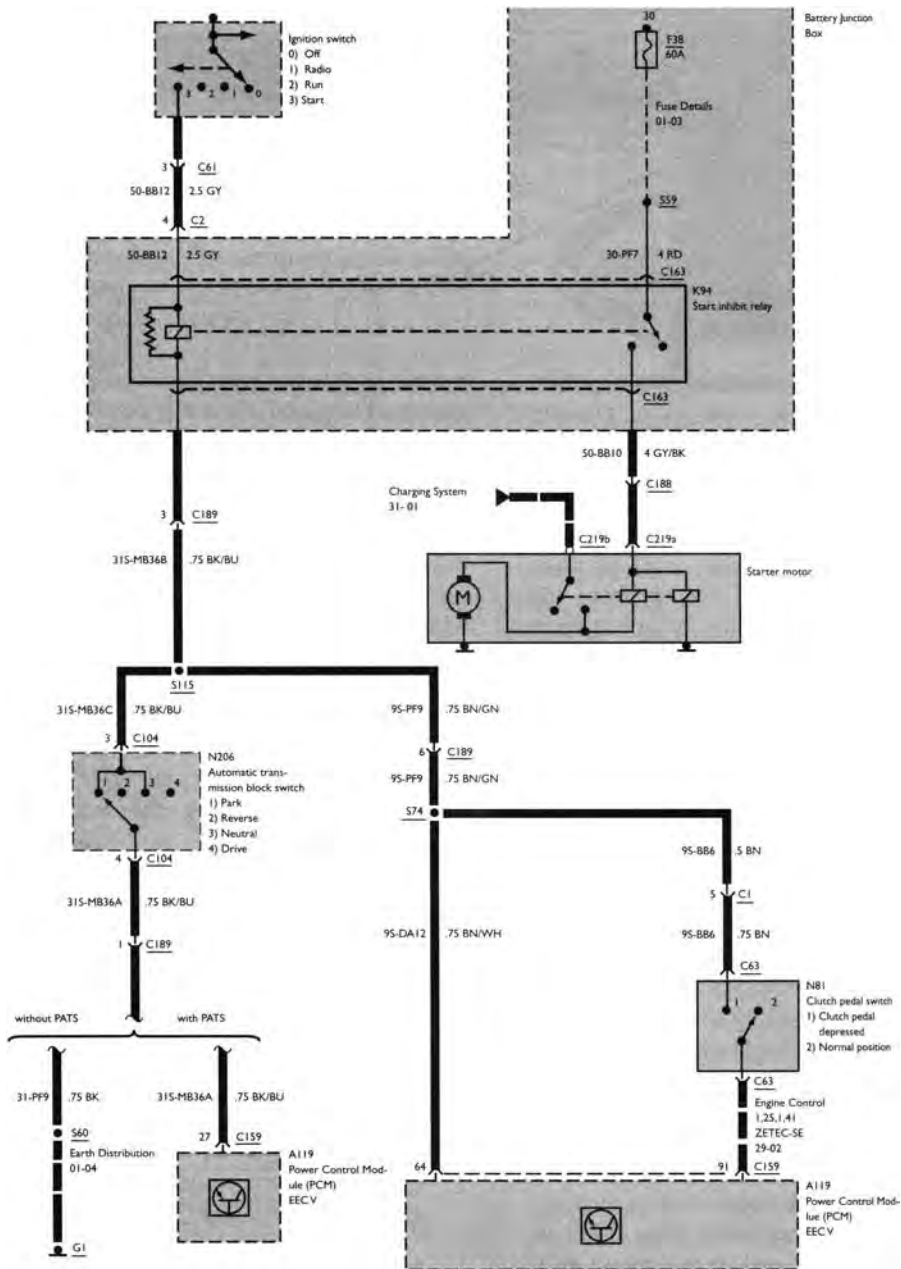 30
Battery Junction
Box
F38
60A
Ignition switch
0) Off
1) Radio
2) Run
3) Start
3 2 1 0
Fuse Details
01-03
3 C61
50-BB12 2.5 GY
4 C2
S59
50-BB12 2.5 GY
30-PF7 4 RD
C163
K94
Start inhibit relay
C163
50-BB10 4 GY/BK
C188
Charging System
31- 01
3 C189
C219b C219a
31S-MB36B .75 BK/BU
Starter motor
M
S115
31S-MB36C .75 BK/BU
9S-PF9 .75 BN/GN
3 C104
6 C189
N206
Automatic trans-
mission block switch
1) Park
2) Reverse
3) Neutral
4) Drive
1 2 3 4
9S-PF9 .75 BN/GN
S74
4 C104
9S-BB6 .5 BN
31S-MB36A .75 BK/BU
5 C1
9S-DA12 .75 BN/WH
9S-BB6 .75 BN
1 C189
C63
N81
Clutch pedal switch
1) Clutch pedal
depressed
2) Normal position
1 2
without PATS with PATS
C63
31-PF9 .75 BK
31S-MB36A .75 BK/BU
Engine Control
1,25,1,41
ZETEC-SE
29-02
S60
Earth Distribution
01-04
27 C159
A119
Power Control Mod-
ule (PCM)
EEC V
64 91 C159
A119
Power Control Mod-
lue (PCM)
EEC V
G1